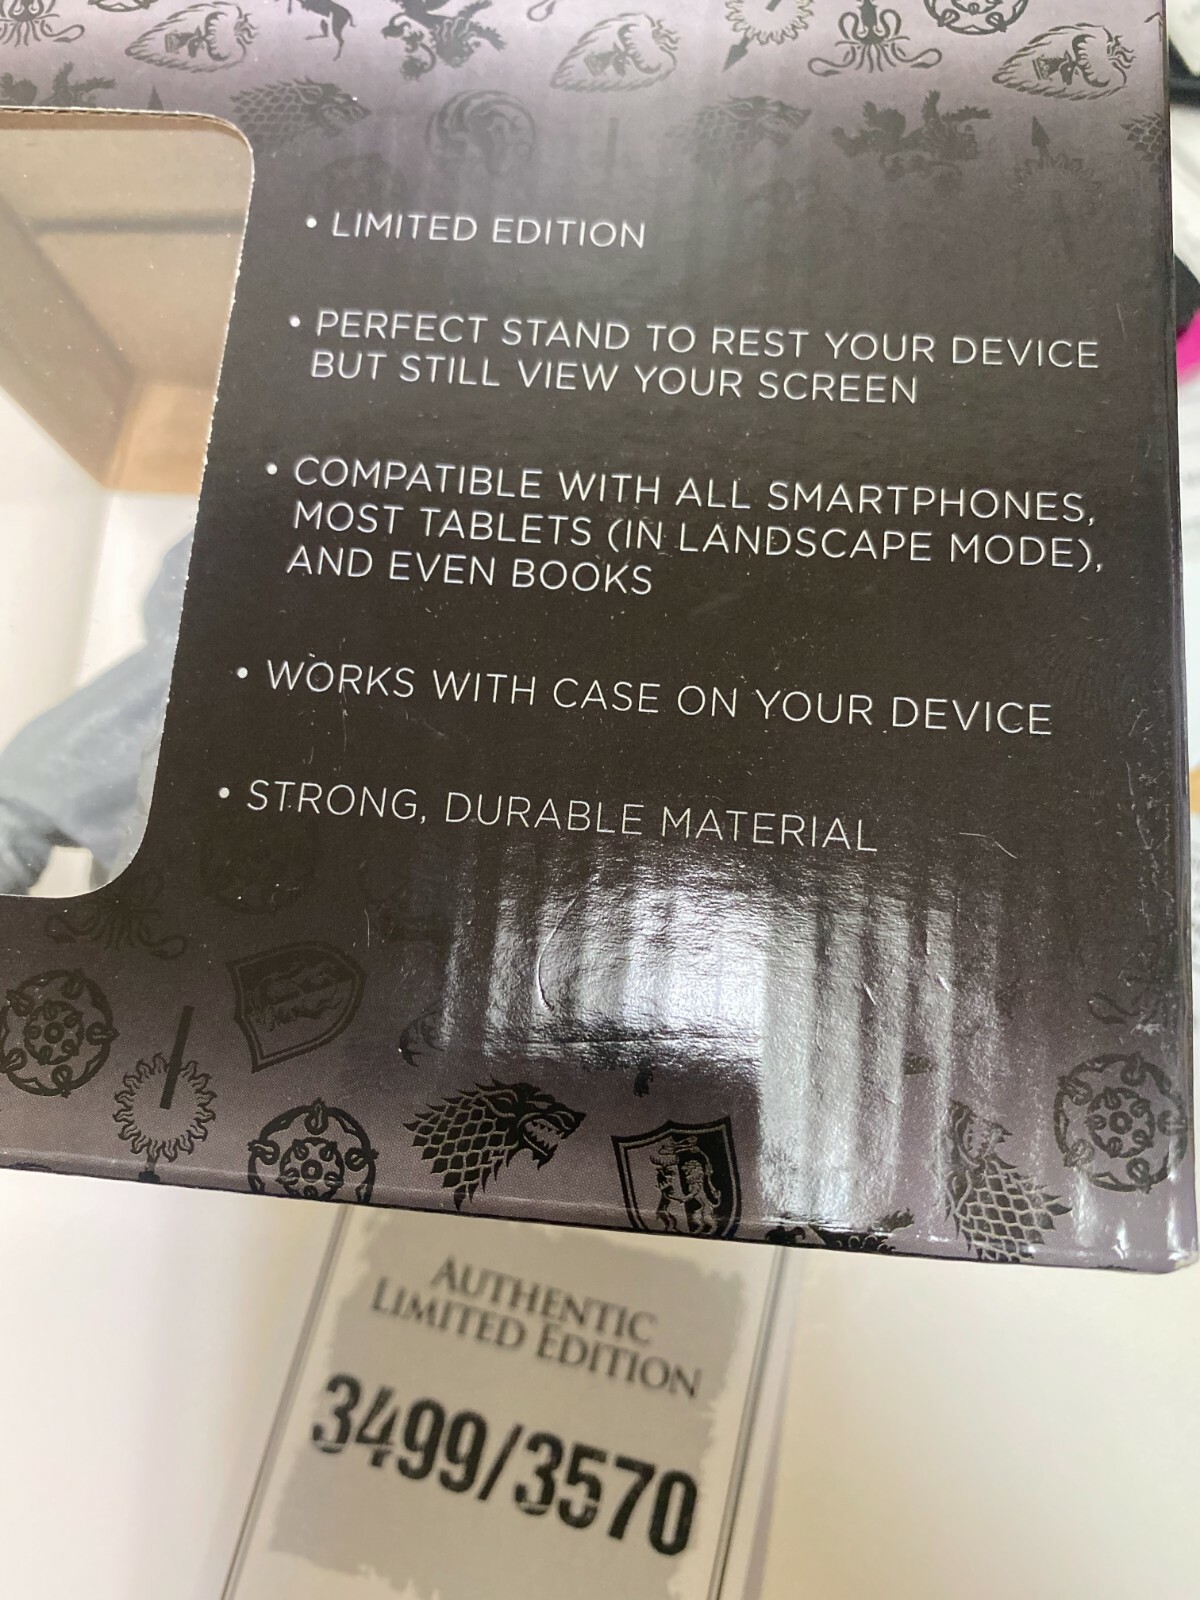 • LIMITED EDITION
• PERFECT STAND TO REST YOUR DEVICE
BUT STILL VIEW YOUR SCREEN
• COMPATIBLE WITH ALL SMARTPHONES,
MOST TABLETS (IN LANDSCAPE MODE),
AND EVEN BOOKS
• WORKS WITH CASE ON YOUR DEVICE
• STRONG, DURABLE MATERIAL
AUTHENTIC
LIMITED EDITION
3499/3570